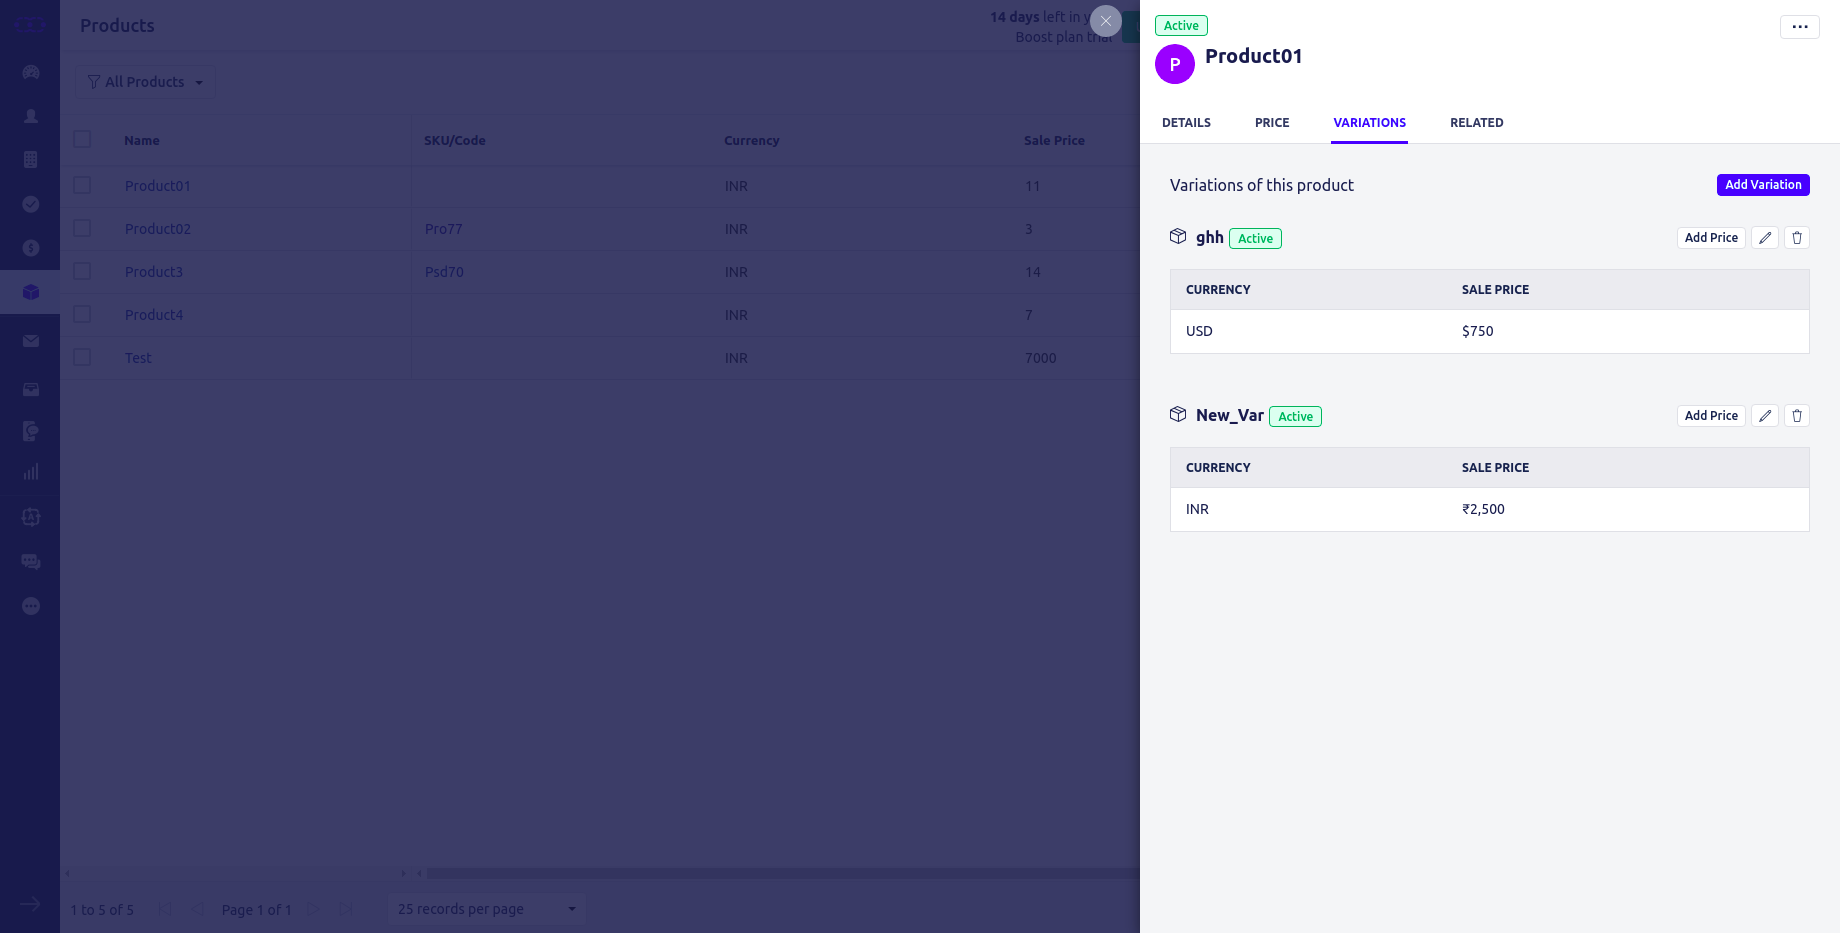 Products
14 days left in y
Boost plan trial
All Products
Name SKU/Code Currency Sale Price
Product01 INR 11
Product02 Pro77 INR 3
Product3 Psd70 INR 14
Product4 INR 7
Test INR 7000
1 to 5 of 5 Page 1 of 1 25 records per page
Active
P Product01
DETAILS PRICE VARIATIONS RELATED
Variations of this product Add Variation
ghh Active Add Price
CURRENCY SALE PRICE
USD $750
New_Var Active Add Price
CURRENCY SALE PRICE
INR ₹2,500